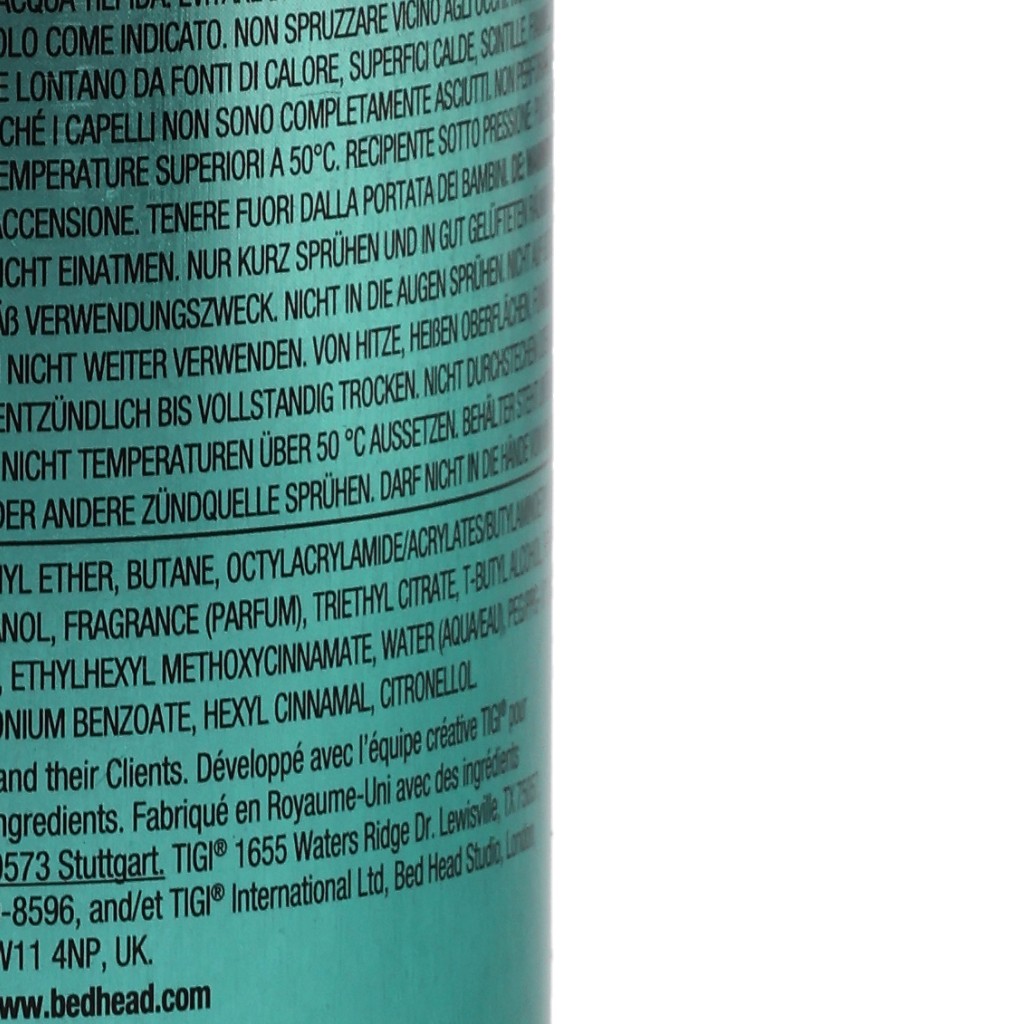 OLO COME INDICATO. NON SPRUZZARE VICINO AGLI
E LONTANO DA FONTI DI CALORE, SUPERFICI CALDE, SCINTILLE,
CHÉ I CAPELLI NON SONO COMPLETAMENTE ASCIUTTI. NON
EMPERATURE SUPERIORI A 50°C. RECIPIENTE SOTTO PRESSIONE.
ACCENSIONE. TENERE FUORI DALLA PORTATA DEI BAMBINI. DE:
ICHT EINATMEN. NUR KURZ SPRÜHEN UND IN GUT GELÜFTETEN
Äß VERWENDUNGSZWECK. NICHT IN DIE AUGEN SPRÜHEN. NICHT
NICHT WEITER VERWENDEN. VON HITZE, HEIßEN OBERFLÄCHEN,
ENTZÜNDLICH BIS VOLLSTANDIG TROCKEN. NICHT DURCHSTECHEN
NICHT TEMPERATUREN ÜBER 50 °C AUSSETZEN. BEHÄLTER
DER ANDERE ZÜNDQUELLE SPRÜHEN. DARF NICHT IN DIE HÄNDE
YL ETHER, BUTANE, OCTYLACRYLAMIDE/ACRYLATES/BUTYLAMINOE
ANOL, FRAGRANCE (PARFUM), TRIETHYL CITRATE, T-BUTYL ALCOHOL,
, ETHYLHEXYL METHOXYCINNAMATE, WATER (AQUA/EAU),
ONIUM BENZOATE, HEXYL CINNAMAL, CITRONELLOL.
and their Clients. Développé avec l'équipe créative TIGI® pour
ngredients. Fabriqué en Royaume-Uni avec des ingrédients
0573 Stuttgart. TIGI® 1655 Waters Ridge Dr. Lewisville, TX 75057
-8596, and/et TIGI® International Ltd, Bed Head Studio, London
W11 4NP, UK.
ww.bedhead.com